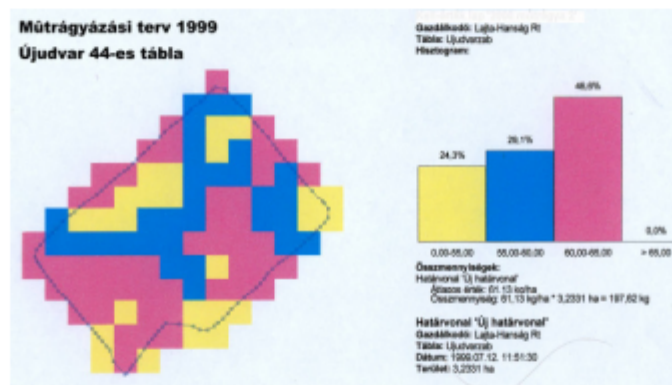 Műtrágyázási terv 1999
Újudvar 44-es tábla
Gazdálkodó: Lajta-Hanság Rt
Tábla: Ujudvarzab
Hisztogram:
46,6%
29,1%
24,3%
0,0%
0,00-55,00 55,00-60,00 60,00-65,00 > 65,00
Összmennyiségek:
Határvonal "Új határvonal"
Átlagos érték: 61,13 kg/ha
Összmennyiség: 61,13 kg/ha * 3,2331 ha = 197,62 kg
Határvonal "Új határvonal"
Gazdálkodó: Lajta-Hanság Rt
Tábla: Ujudvarzab
Dátum: 1999.07.12. 11:51:30
Terület: 3,2331 ha